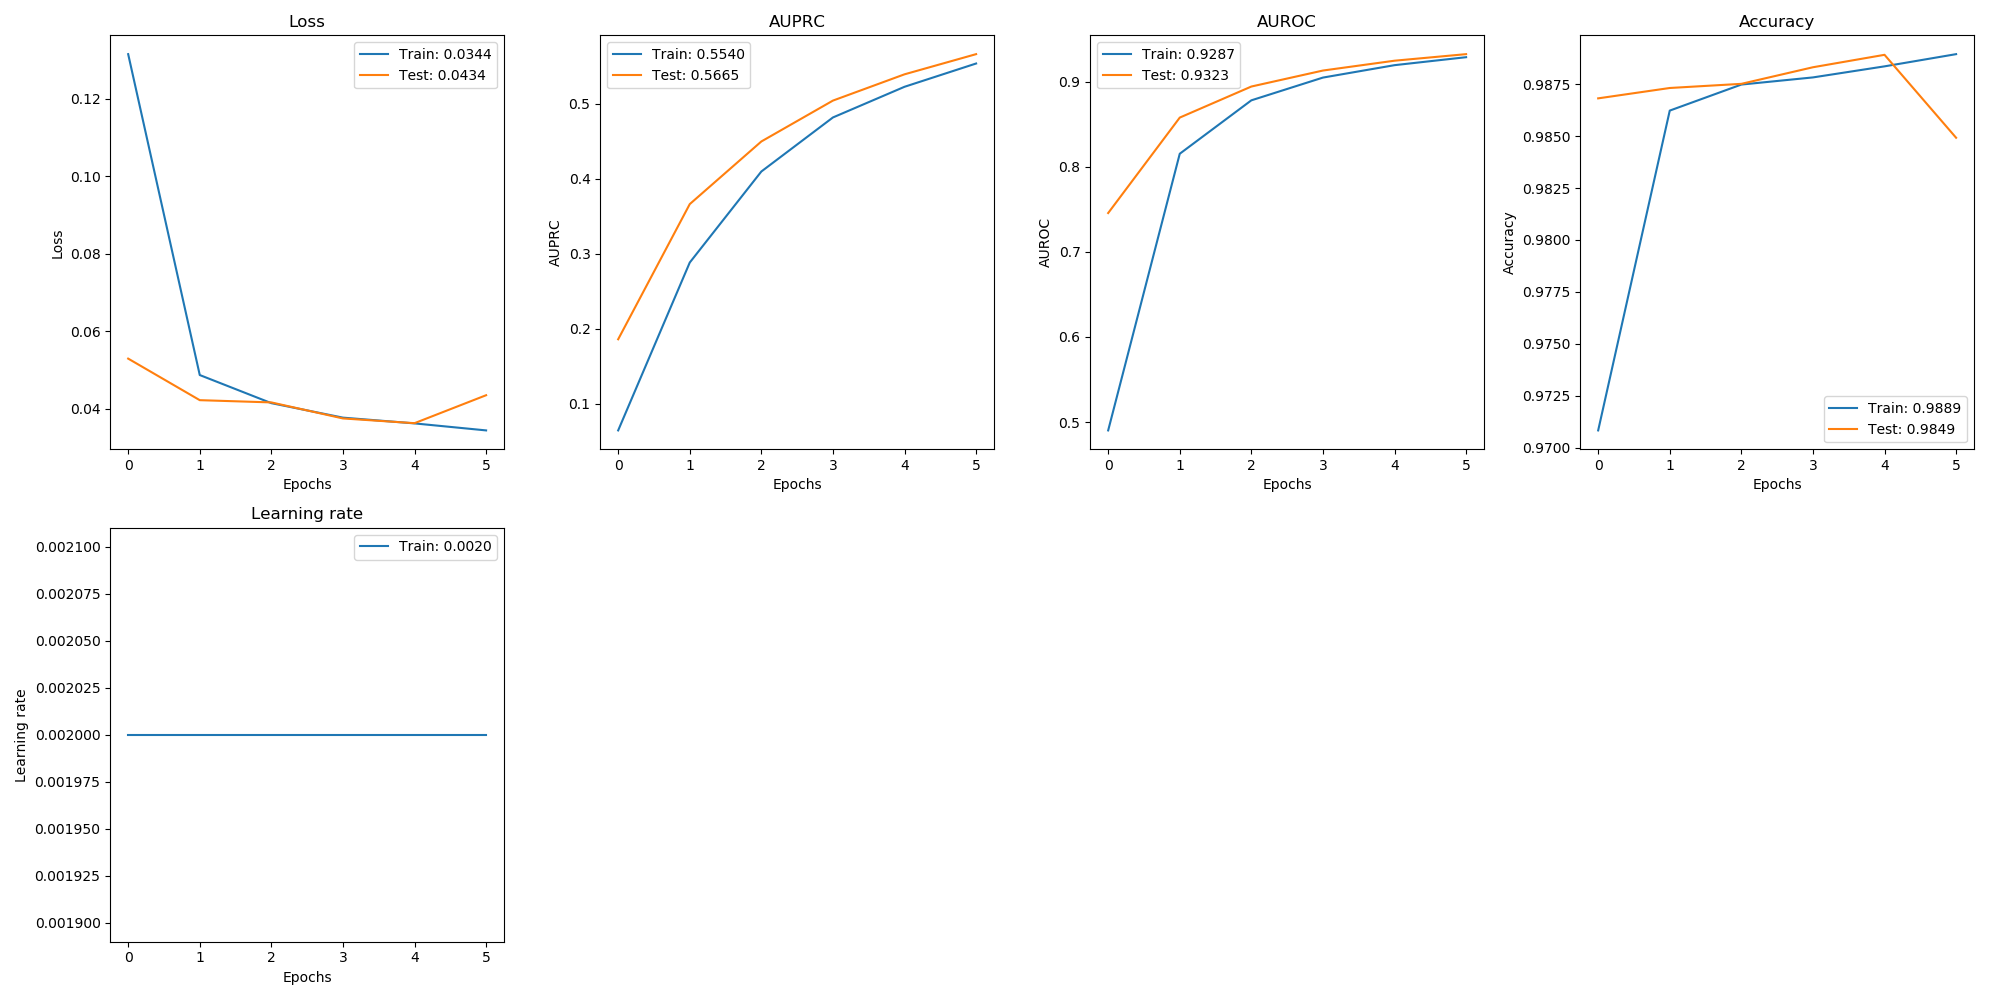 Loss
Train: 0.0344
Test: 0.0434
0.12
0.10
0.08
0.06
0.04
Loss
0 1 2 3 4 5
Epochs
AUPRC
Train: 0.5540
Test: 0.5665
0.5
0.4
0.3
0.2
0.1
AUPRC
0 1 2 3 4 5
Epochs
AUROC
Train: 0.9287
Test: 0.9323
0.9
0.8
0.7
0.6
0.5
AUROC
0 1 2 3 4 5
Epochs
Accuracy
0.9875
0.9850
0.9825
0.9800
0.9775
0.9750
0.9725
0.9700
Accuracy
Train: 0.9889
Test: 0.9849
0 1 2 3 4 5
Epochs
Learning rate
Train: 0.0020
0.002100
0.002075
0.002050
0.002025
0.002000
0.001975
0.001950
0.001925
0.001900
Learning rate
0 1 2 3 4 5
Epochs